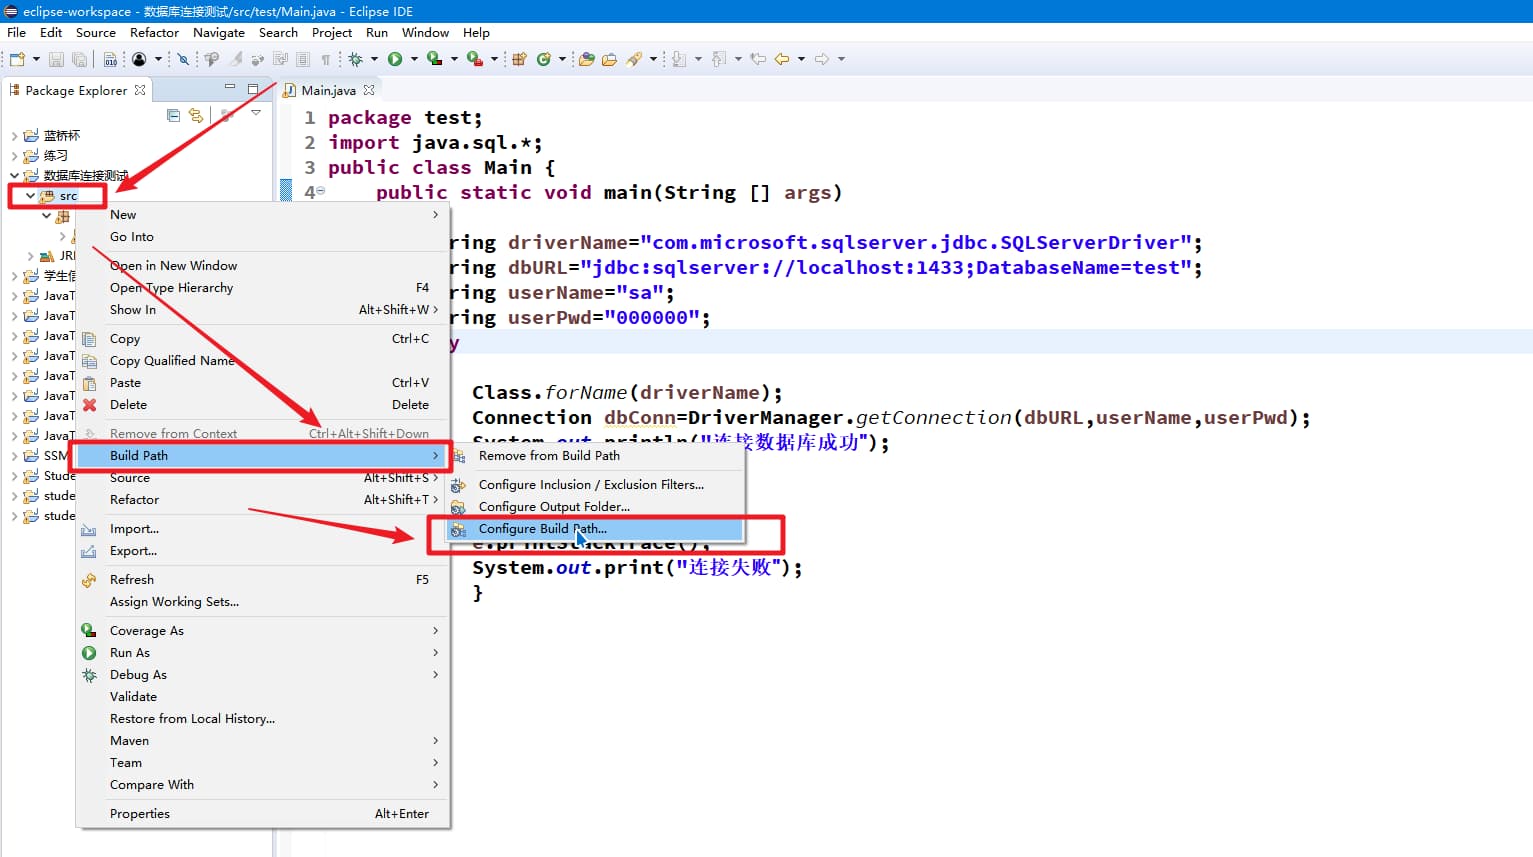 eclipse-workspace - 数据库连接测试/src/test/Main.java - Eclipse IDE
File Edit Source Refactor Navigate Search Project Run Window Help
Package Explorer
Main.java
蓝桥杯
练习
数据库连接测试
src
JavaT
JavaT
JavaT
JavaT
JavaT
JavaT
JavaT
JavaT
SSM
Stude
stude
stude
New
Go Into
Open in New Window
Open Type Hierarchy F4
Show In Alt+Shift+W
Copy Ctrl+C
Copy Qualified Name
Paste Ctrl+V
Delete Delete
Remove from Context Ctrl+Alt+Shift+Down
Build Path
Source Alt+Shift+S
Refactor Alt+Shift+T
Import...
Export...
Refresh F5
Assign Working Sets...
Coverage As
Run As
Debug As
Validate
Restore from Local History...
Maven
Team
Compare With
Properties Alt+Enter
Remove from Build Path
Configure Inclusion / Exclusion Filters...
Configure Output Folder...
Configure Build Path...
1 package test;
2 import java.sql.*;
3 public class Main {
4 public static void main(String [] args)
ring driverName="com.microsoft.sqlserver.jdbc.SQLServerDriver";
ring dbURL="jdbc:sqlserver://localhost:1433;DatabaseName=test";
ring userName="sa";
ring userPwd="000000";
y
Class.forName(driverName);
Connection dbConn=DriverManager.getConnection(dbURL,userName,userPwd);
System.out.println("连接数据库成功");
e.printStackTrace();
System.out.print("连接失败");
}